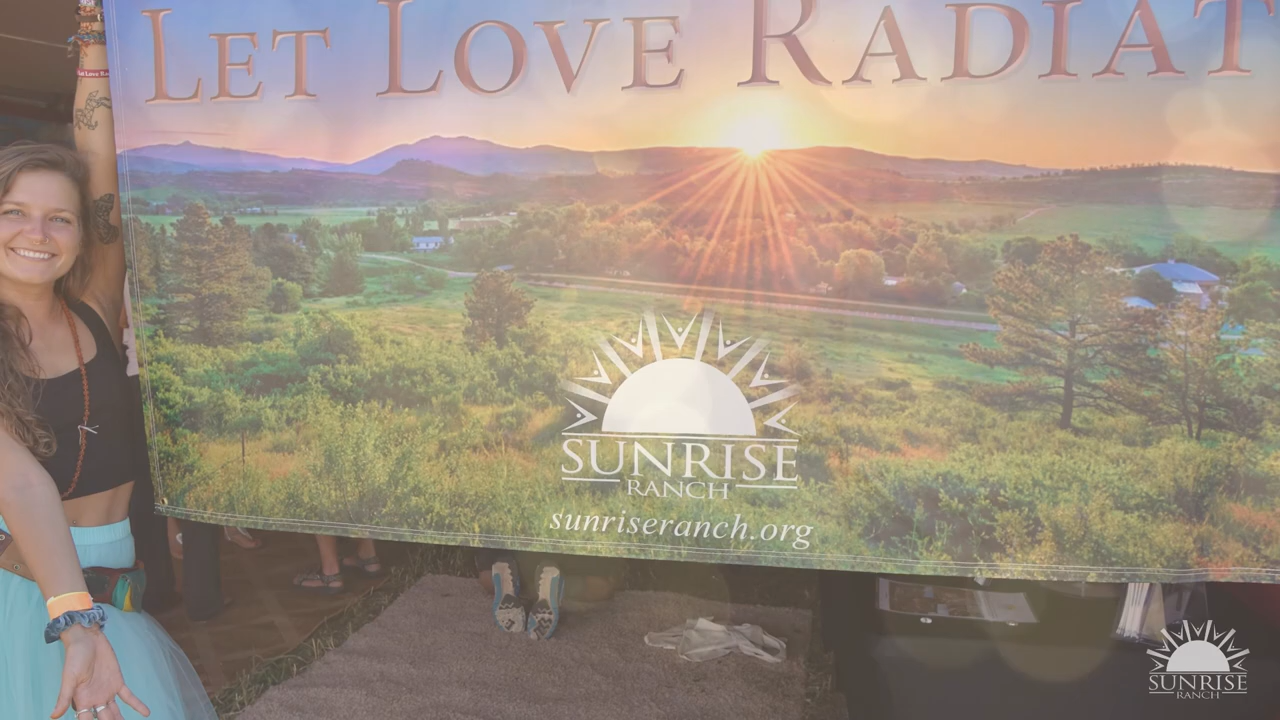 LET LOVE RADIAT
SUNRISE
RANCH
sunriseranch.org
SUNRISE
RANCH